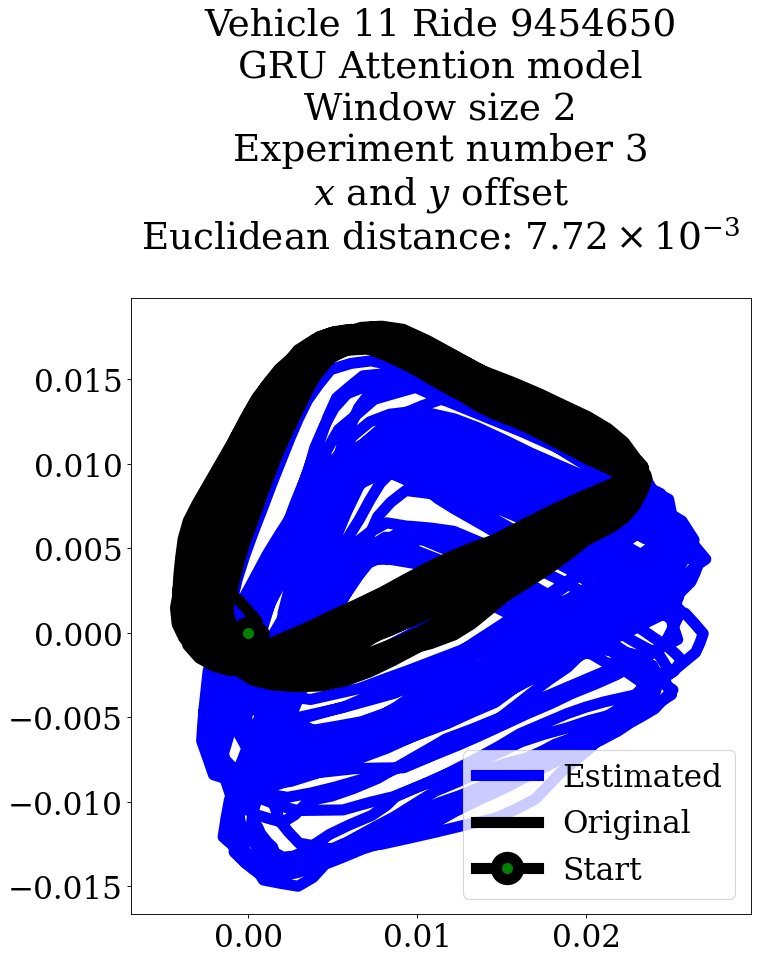 Vehicle 11 Ride 9454650
GRU Attention model
Window size 2
Experiment number 3
x and y offset
Euclidean distance: 7.72 × 10⁻³
0.015
0.010
0.005
0.000
−0.005
−0.010
−0.015
Estimated
Original
Start
0.00
0.01
0.02